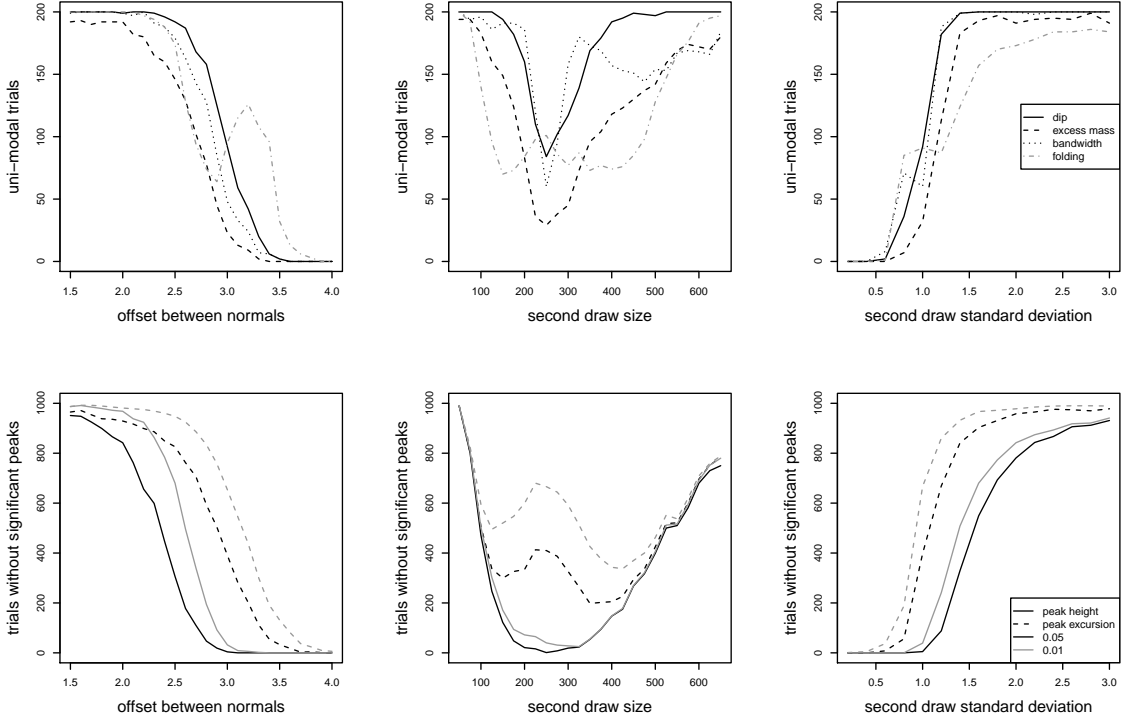 200
150
100
50
0
uni−modal trials
1.5 2.0 2.5 3.0 3.5 4.0
offset between normals
200
150
100
50
0
uni−modal trials
100 200 300 400 500 600
second draw size
200
150
100
50
0
uni−modal trials
dip
excess mass
bandwidth
folding
0.5 1.0 1.5 2.0 2.5 3.0
second draw standard deviation
1000
800
600
400
200
0
trials without significant peaks
1.5 2.0 2.5 3.0 3.5 4.0
offset between normals
1000
800
600
400
200
0
trials without significant peaks
100 200 300 400 500 600
second draw size
1000
800
600
400
200
0
trials without significant peaks
peak height
peak excursion
0.05
0.01
0.5 1.0 1.5 2.0 2.5 3.0
second draw standard deviation